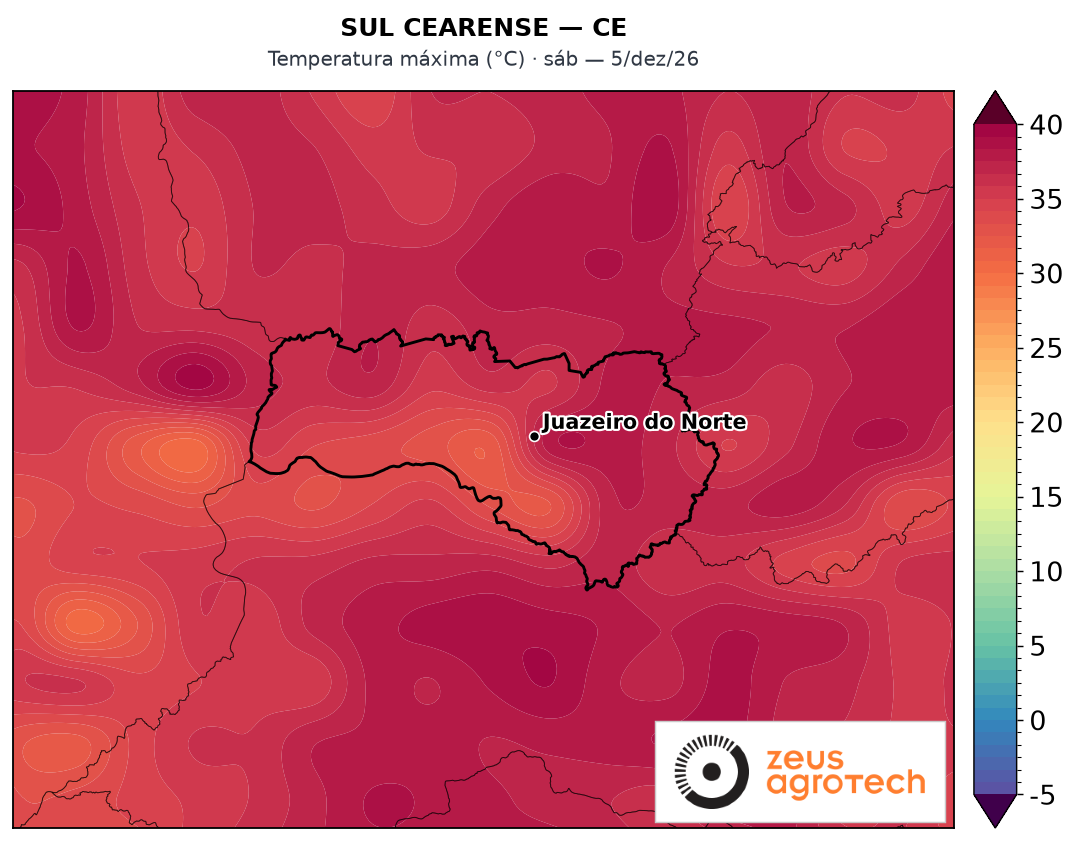 SUL CEARENSE — CE
Temperatura máxima (°C) · sáb — 5/dez/26
40
35
30
25
20
15
10
5
0
-5
Juazeiro do Norte
zeus
agrotech